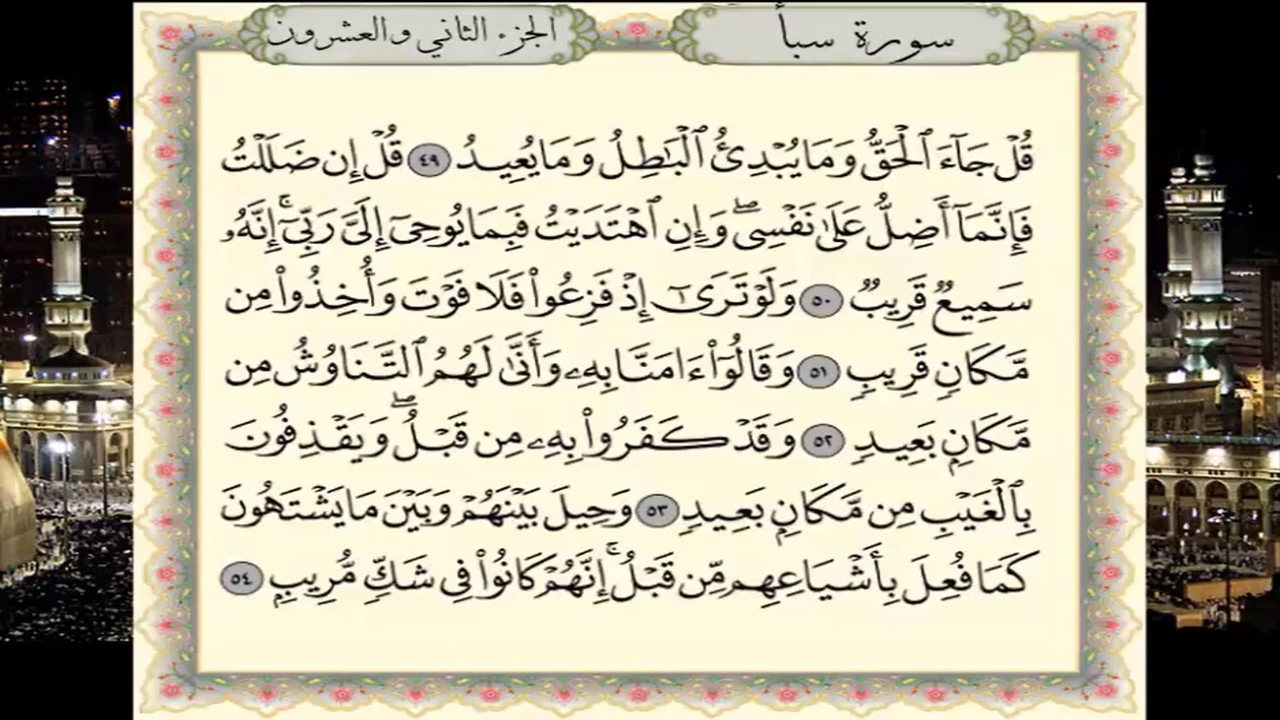 سورة سبأ
الجزء الثاني والعشرون
قُلْ جَآءَ ٱلْحَقُّ وَمَا يُبْدِئُ ٱلْبَٰطِلُ وَمَا يُعِيدُ ٤٩ قُلْ إِن ضَلَلْتُ
فَإِنَّمَآ أَضِلُّ عَلَىٰ نَفْسِى ۖ وَإِنِ ٱهْتَدَيْتُ فَبِمَا يُوحِىٓ إِلَىَّ رَبِّىٓ ۚ إِنَّهُۥ
سَمِيعٌ قَرِيبٌ ٥٠ وَلَوْ تَرَىٰٓ إِذْ فَزِعُوا۟ فَلَا فَوْتَ وَأُخِذُوا۟ مِن
مَّكَانٍ قَرِيبٍ ٥١ وَقَالُوٓا۟ ءَامَنَّا بِهِۦ وَأَنَّىٰ لَهُمُ ٱلتَّنَاوُشُ مِن
مَّكَانٍۭ بَعِيدٍ ٥٢ وَقَدْ كَفَرُوا۟ بِهِۦ مِن قَبْلُ ۖ وَيَقْذِفُونَ
بِٱلْغَيْبِ مِن مَّكَانٍۭ بَعِيدٍ ٥٣ وَحِيلَ بَيْنَهُمْ وَبَيْنَ مَا يَشْتَهُونَ
كَمَا فُعِلَ بِأَشْيَاعِهِم مِّن قَبْلُ ۚ إِنَّهُمْ كَانُوا۟ فِى شَكٍّ مُّرِيبٍۭ ٥٤